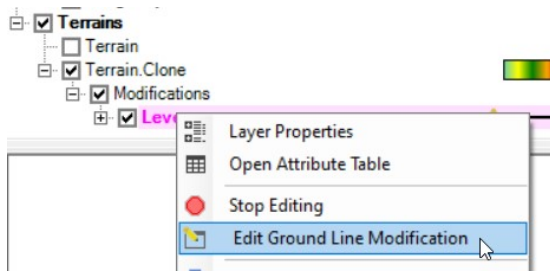 Terrains
Terrain
Terrain.Clone
Modifications
Layer Properties
Open Attribute Table
Stop Editing
Edit Ground Line Modification